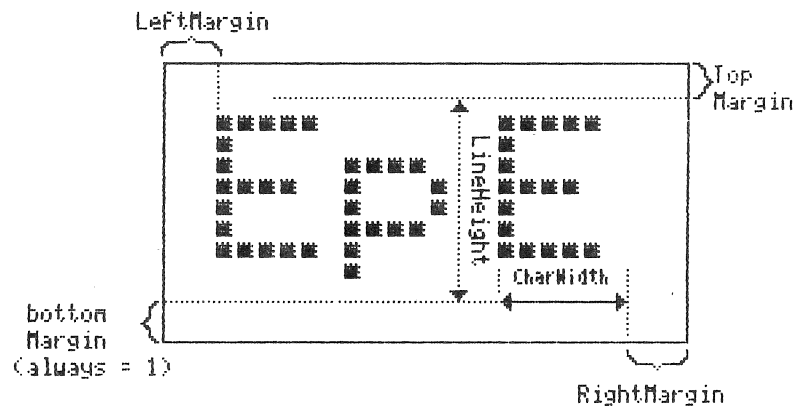 LeftMargin
Top
Margin
EpE
LineHeight
CharWidth
bottom
Margin
(always = 1)
RightMargin